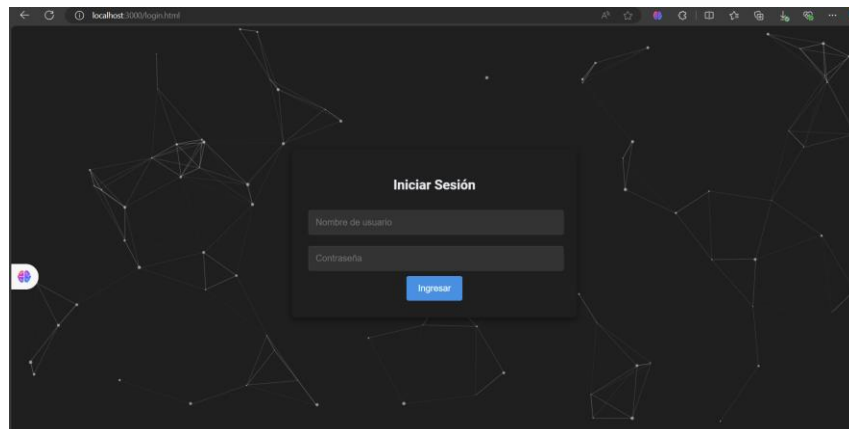 localhost:3000/login.html
Iniciar Sesión
Nombre de usuario
Contraseña
Ingresar